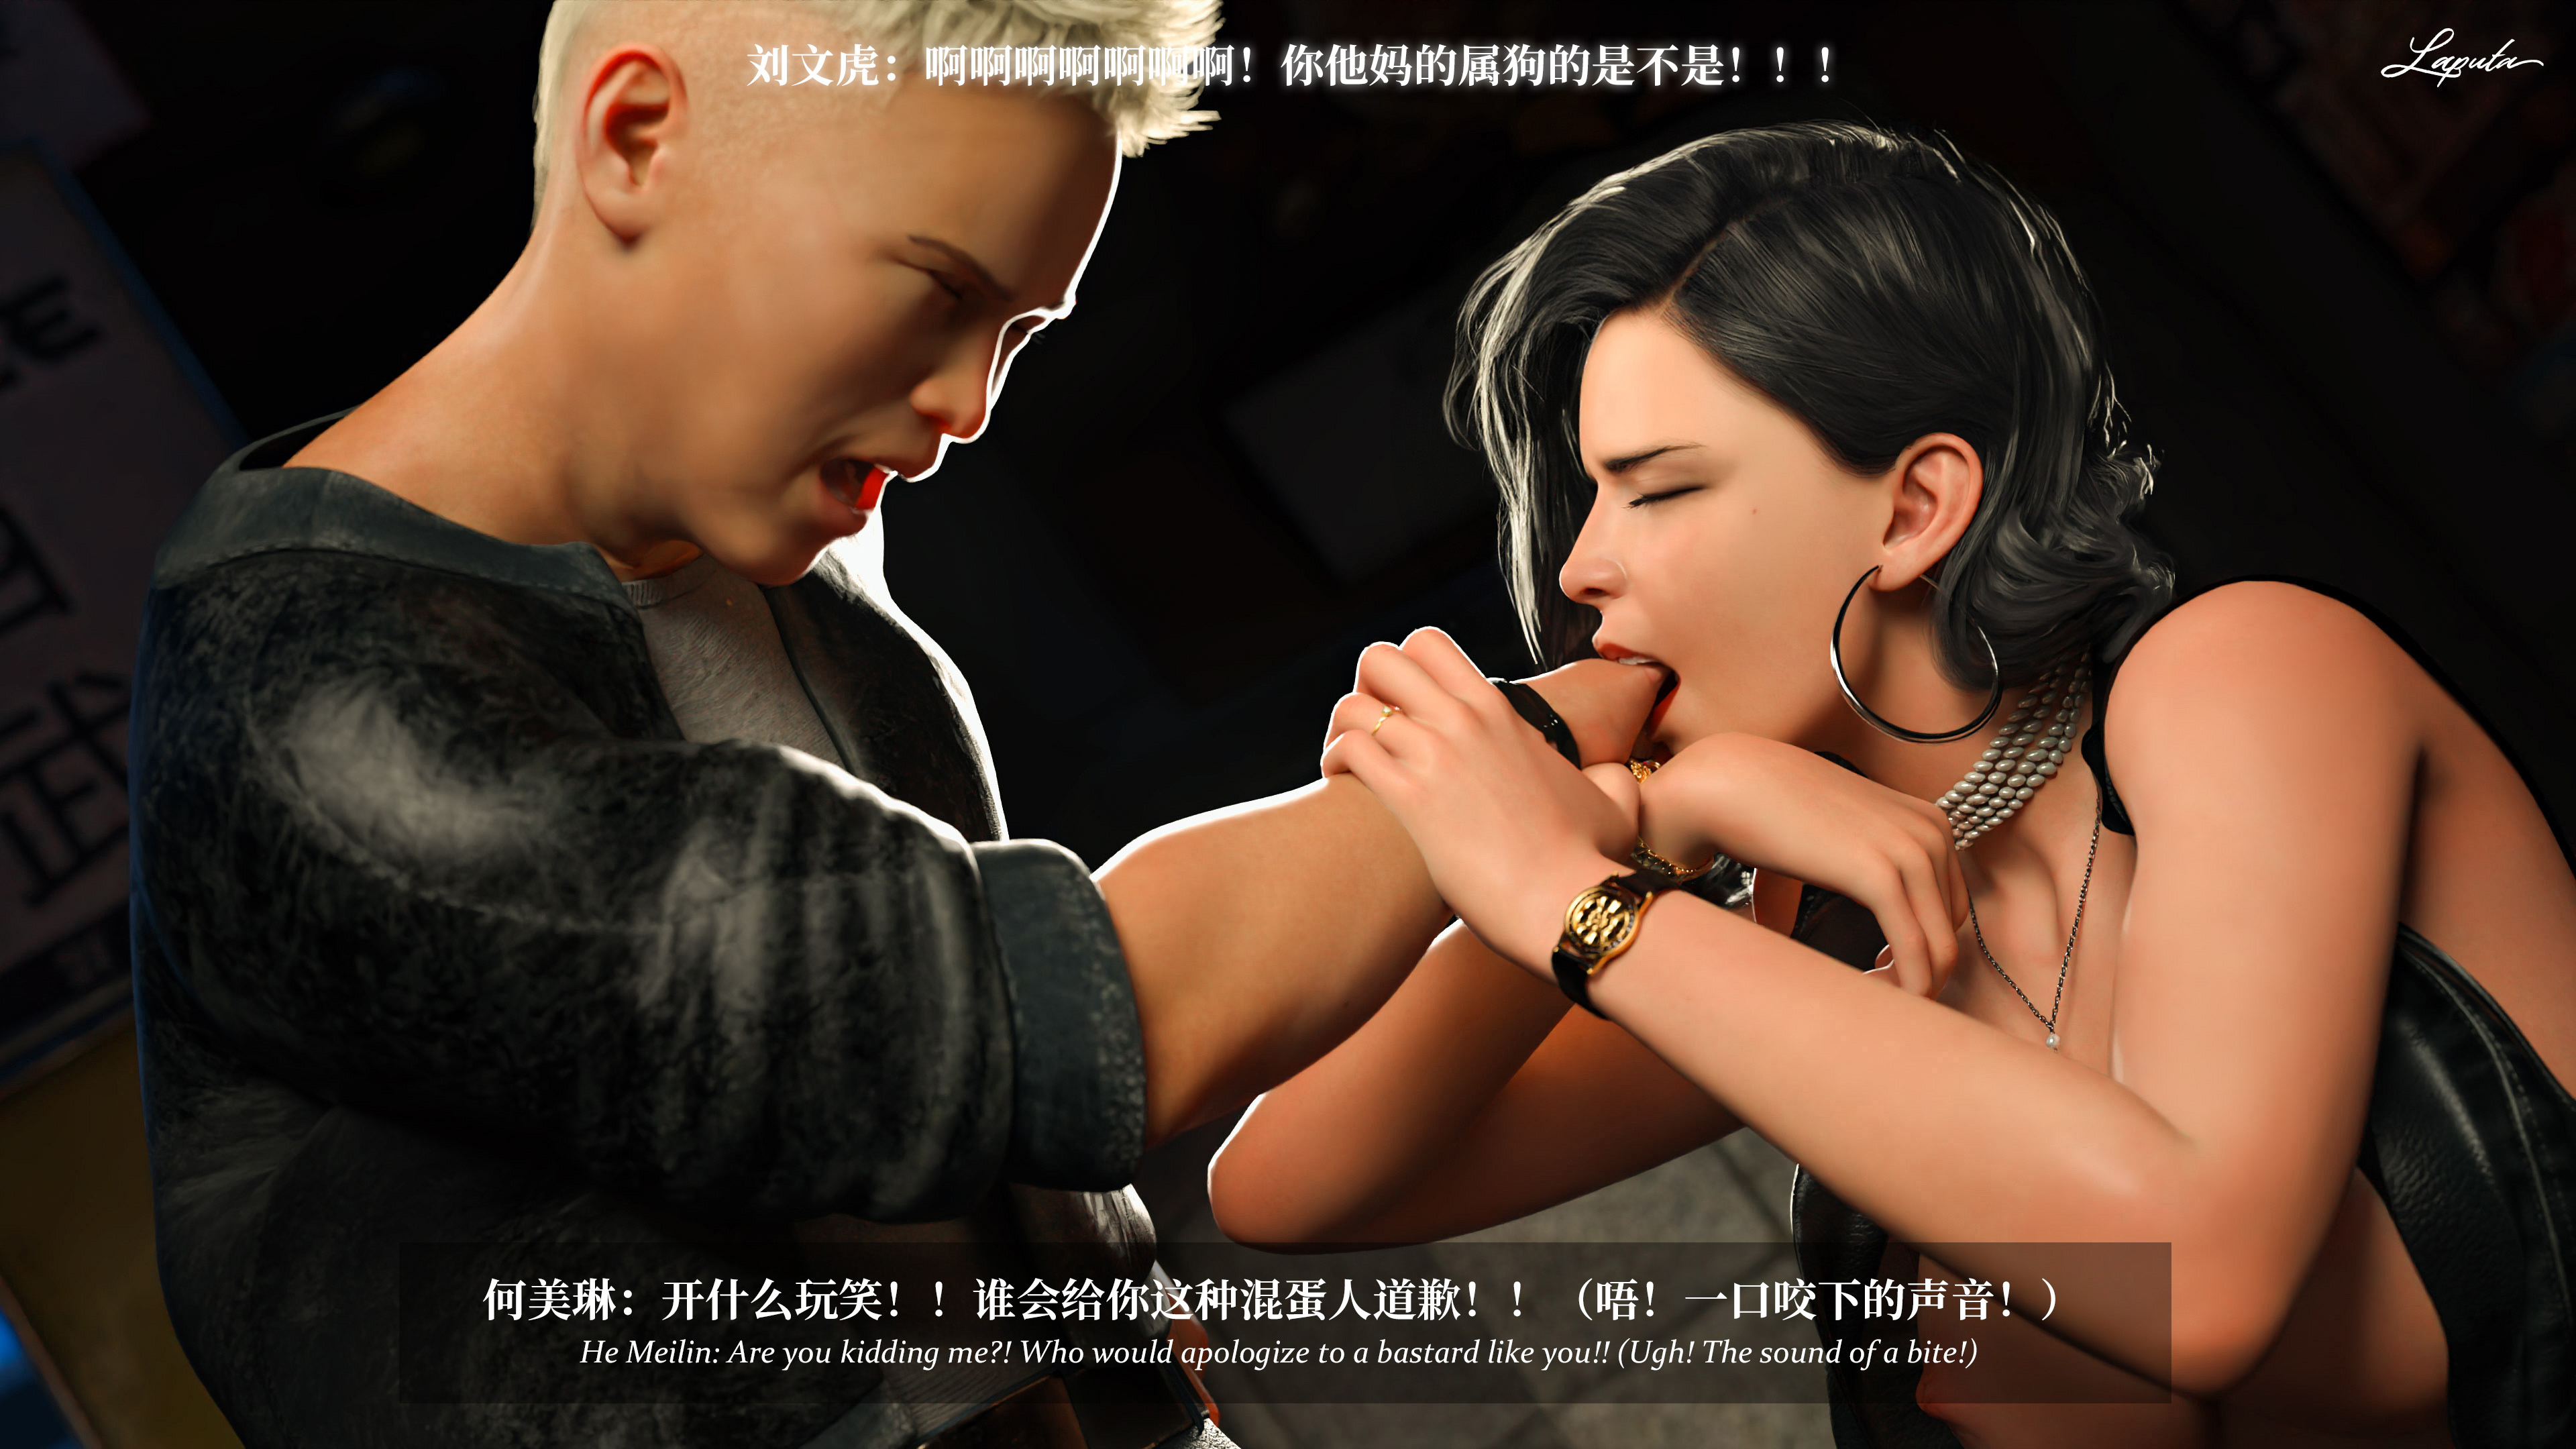 刘文虎：啊啊啊啊啊啊啊！你他妈的属狗的是不是！！！
Laputa
何美琳：开什么玩笑！！谁会给你这种混蛋人道歉！！（唔！一口咬下的声音！）
He Meilin: Are you kidding me?! Who would apologize to a bastard like you!! (Ugh! The sound of a bite!)